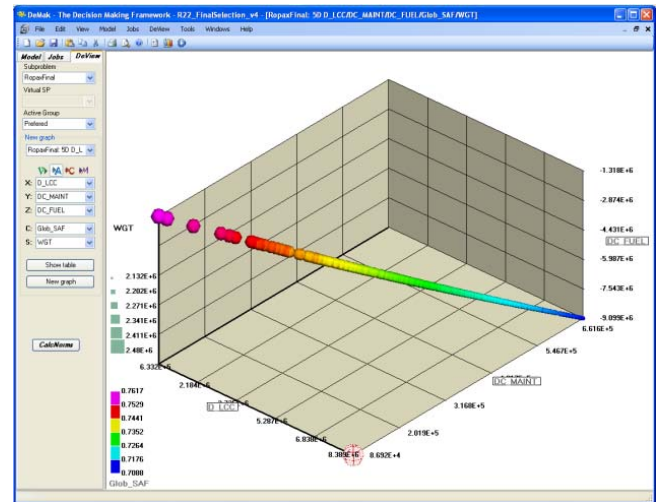 DeMak - The Decision Making Framework - R22_FinalSelection_v4 - [RopaxFinal: 5D D_LCC/DC_MAINT/DC_FUEL/Glob_SAF/WGT]
File Edit View Model Jobs DeView Tools Windows Help
Model Jobs DeView
Subproblem
RopaxFinal
Virtual SP
Active Group
Preferred
New graph
RopaxFinal: 5D D_L
X: D_LCC
Y: DC_MAINT
Z: DC_FUEL
C: Glob_SAF
S: WGT
Show table
New graph
CalcNorms
WGT
2.132E+6
2.202E+6
2.271E+6
2.341E+6
2.411E+6
2.48E+6
0.7617
0.7529
0.7441
0.7352
0.7264
0.7176
0.7088
Glob_SAF
-1.318E+6
-2.874E+6
-4.431E+6
DC_FUEL
-5.987E+6
-7.543E+6
-9.099E+6
6.616E+5
5.467E+5
DC_MAINT
3.168E+5
2.019E+5
8.692E+4
6.332E+5
2.184E+6
D_LCC
5.287E+6
6.838E+6
8.389E+6